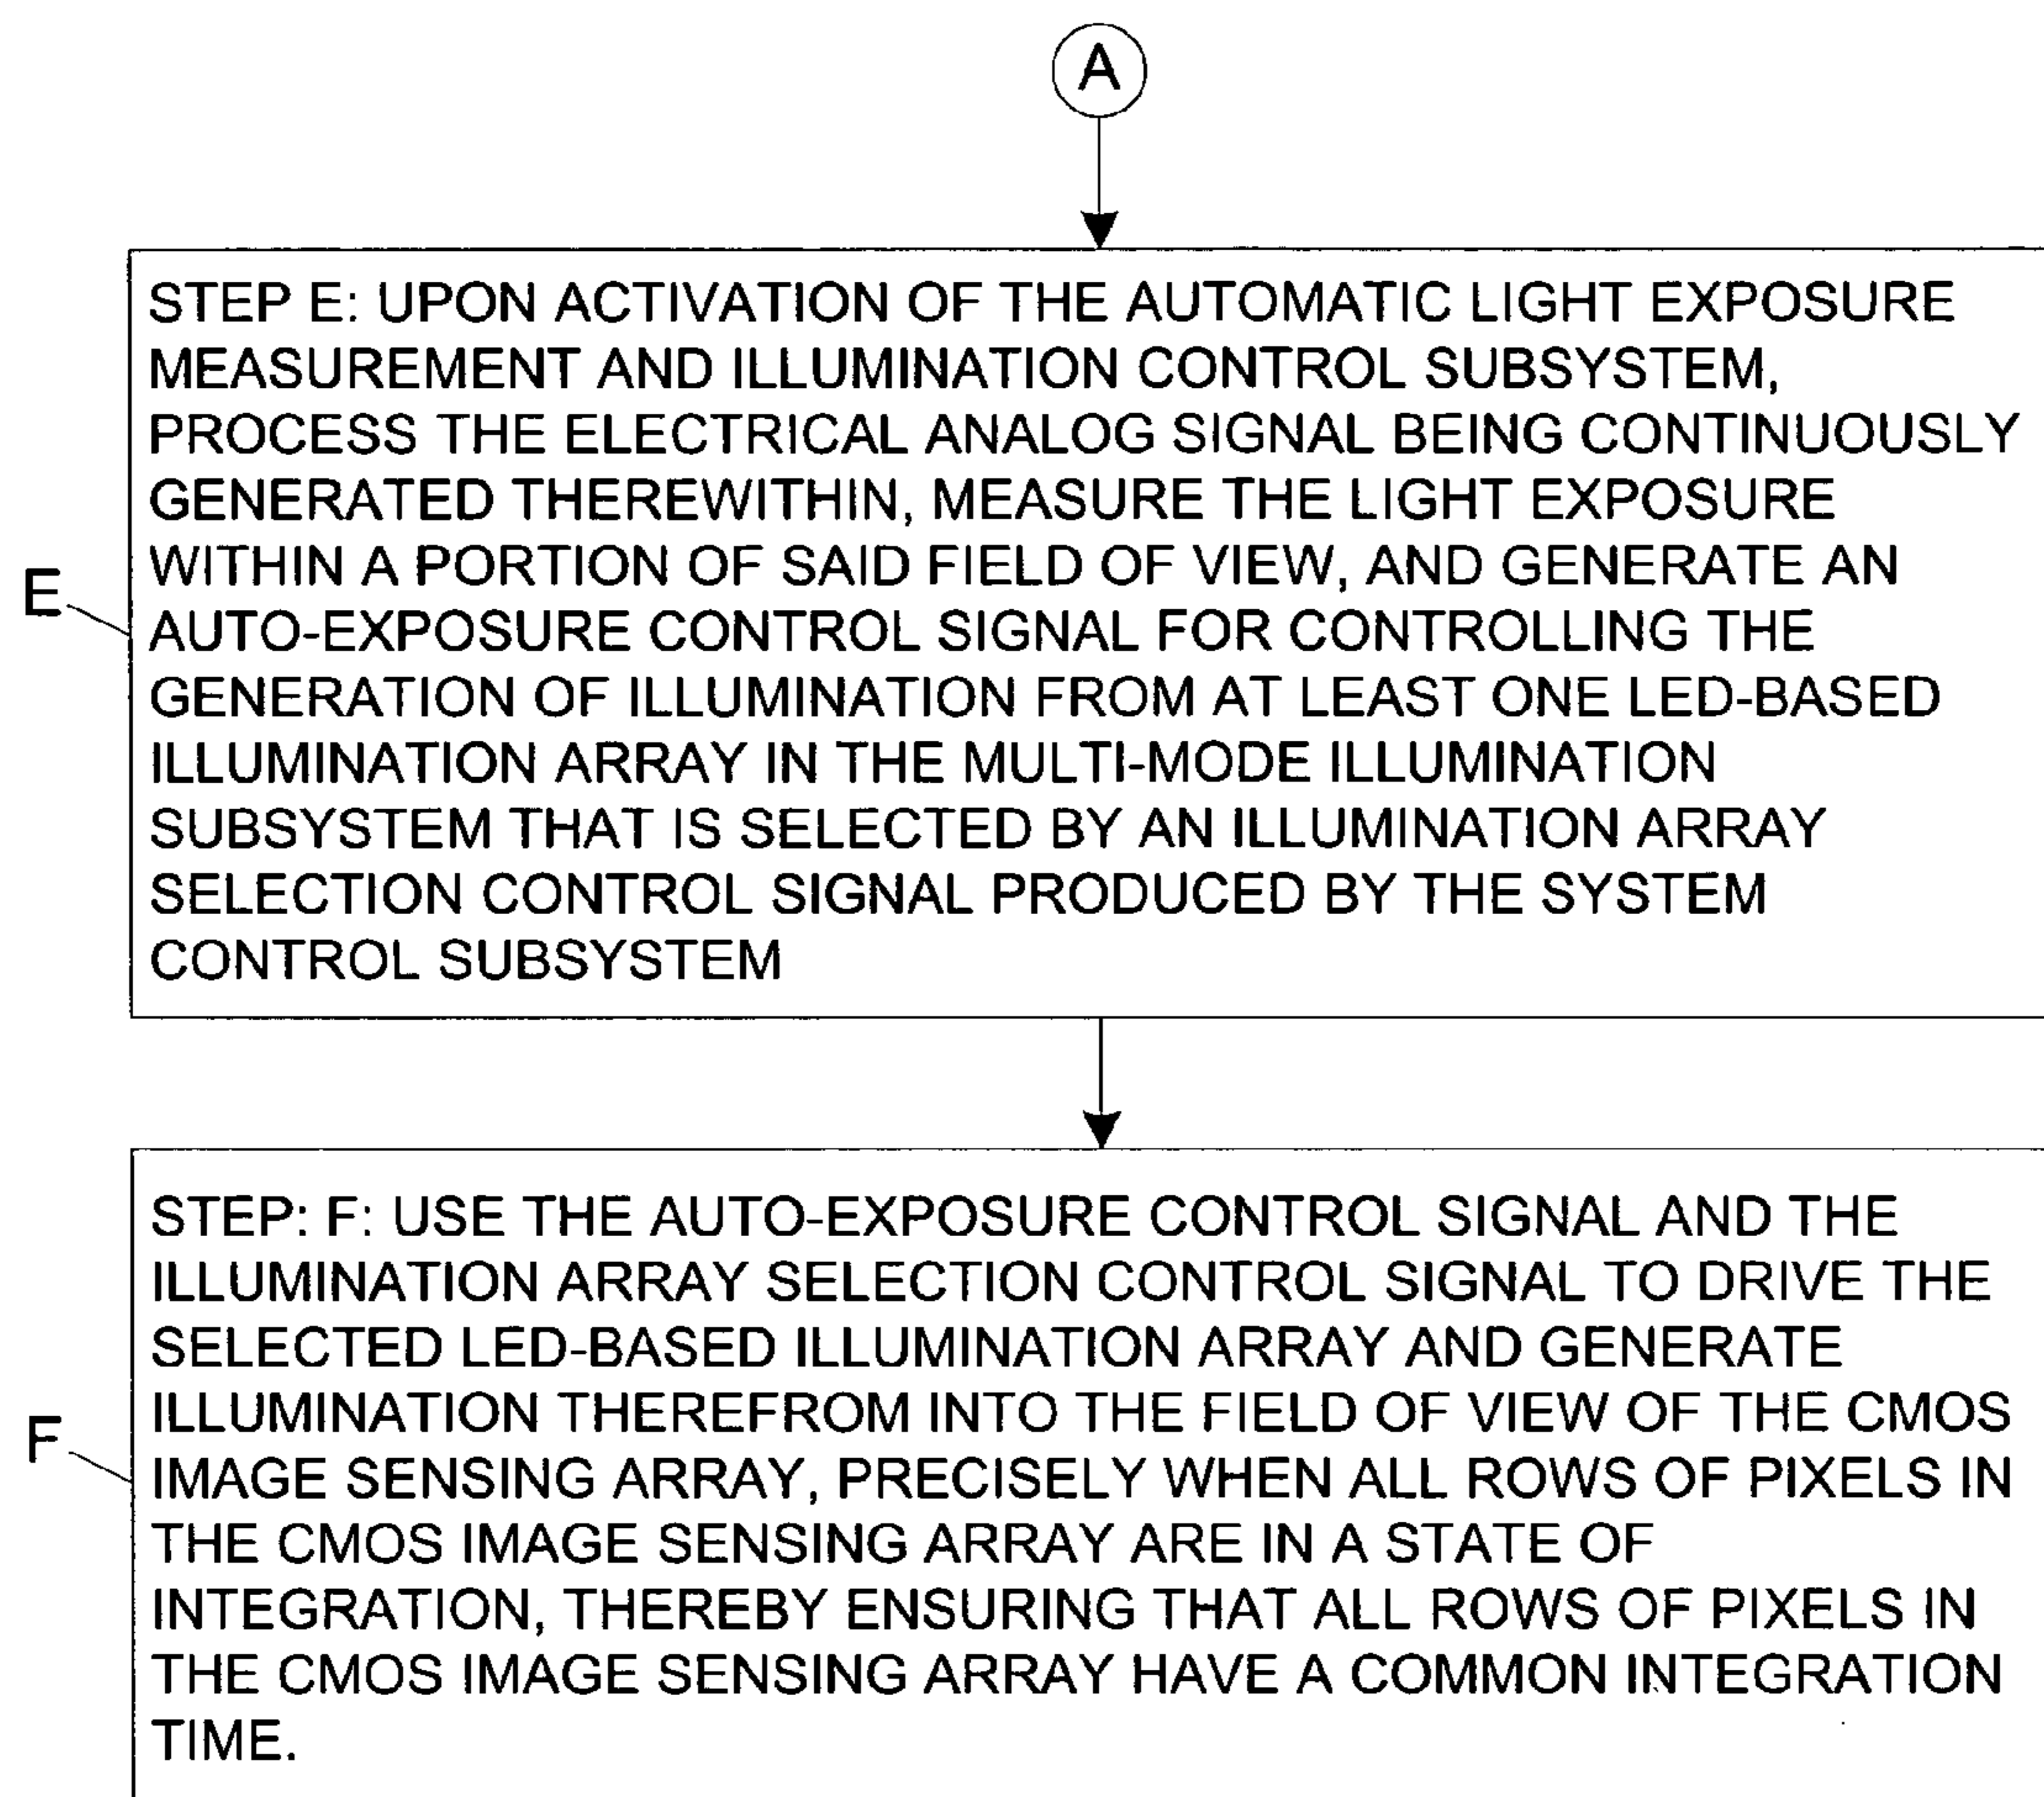 A
STEP E: UPON ACTIVATION OF THE AUTOMATIC LIGHT EXPOSURE
MEASUREMENT AND ILLUMINATION CONTROL SUBSYSTEM,
PROCESS THE ELECTRICAL ANALOG SIGNAL BEING CONTINUOUSLY
GENERATED THEREWITHIN, MEASURE THE LIGHT EXPOSURE
WITHIN A PORTION OF SAID FIELD OF VIEW, AND GENERATE AN
AUTO-EXPOSURE CONTROL SIGNAL FOR CONTROLLING THE
GENERATION OF ILLUMINATION FROM AT LEAST ONE LED-BASED
ILLUMINATION ARRAY IN THE MULTI-MODE ILLUMINATION
SUBSYSTEM THAT IS SELECTED BY AN ILLUMINATION ARRAY
SELECTION CONTROL SIGNAL PRODUCED BY THE SYSTEM
CONTROL SUBSYSTEM
E
STEP: F: USE THE AUTO-EXPOSURE CONTROL SIGNAL AND THE
ILLUMINATION ARRAY SELECTION CONTROL SIGNAL TO DRIVE THE
SELECTED LED-BASED ILLUMINATION ARRAY AND GENERATE
ILLUMINATION THEREFROM INTO THE FIELD OF VIEW OF THE CMOS
IMAGE SENSING ARRAY, PRECISELY WHEN ALL ROWS OF PIXELS IN
THE CMOS IMAGE SENSING ARRAY ARE IN A STATE OF
INTEGRATION, THEREBY ENSURING THAT ALL ROWS OF PIXELS IN
THE CMOS IMAGE SENSING ARRAY HAVE A COMMON INTEGRATION
TIME.
F